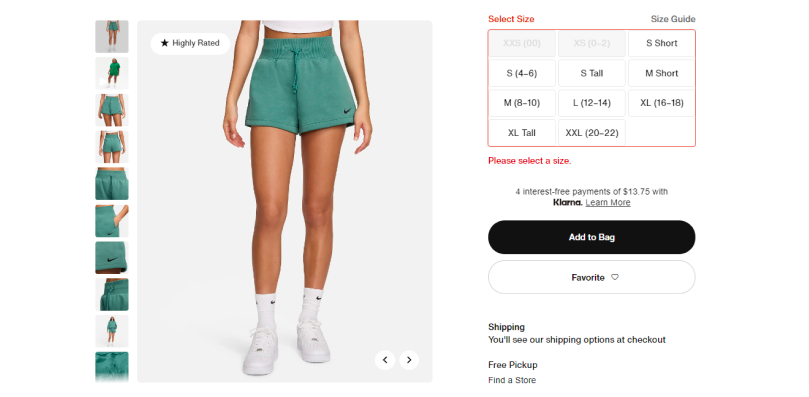 Highly Rated
Select Size
Size Guide
XXS (00)
XS (0-2)
S Short
S (4-6)
S Tall
M Short
M (8-10)
L (12-14)
XL (16-18)
XL Tall
XXL (20-22)
Please select a size.
4 interest-free payments of $13.75 with
Klarna. Learn More
Add to Bag
Favorite
Shipping
You'll see our shipping options at checkout
Free Pickup
Find a Store